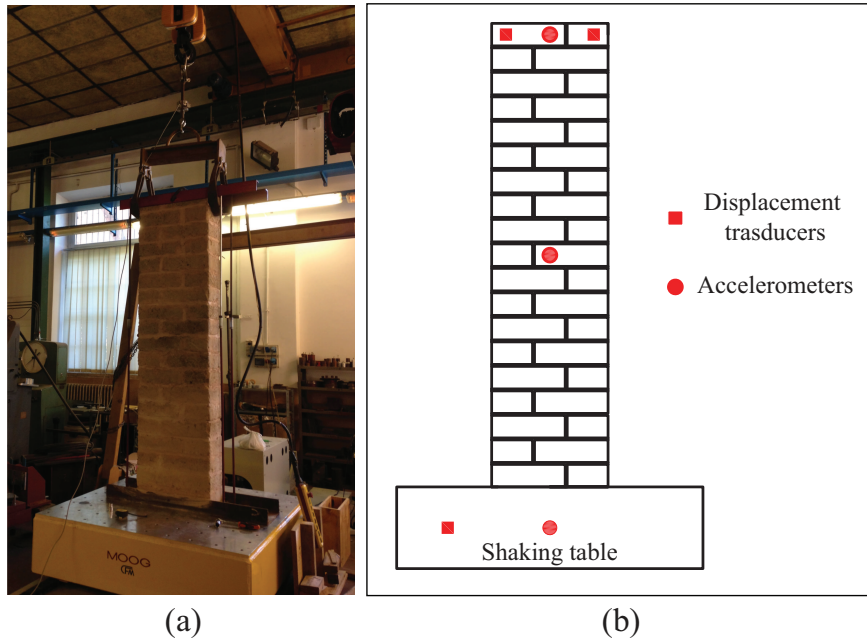 Displacement
trasducers
Accelerometers
Shaking table
MOOG
(a)
(b)